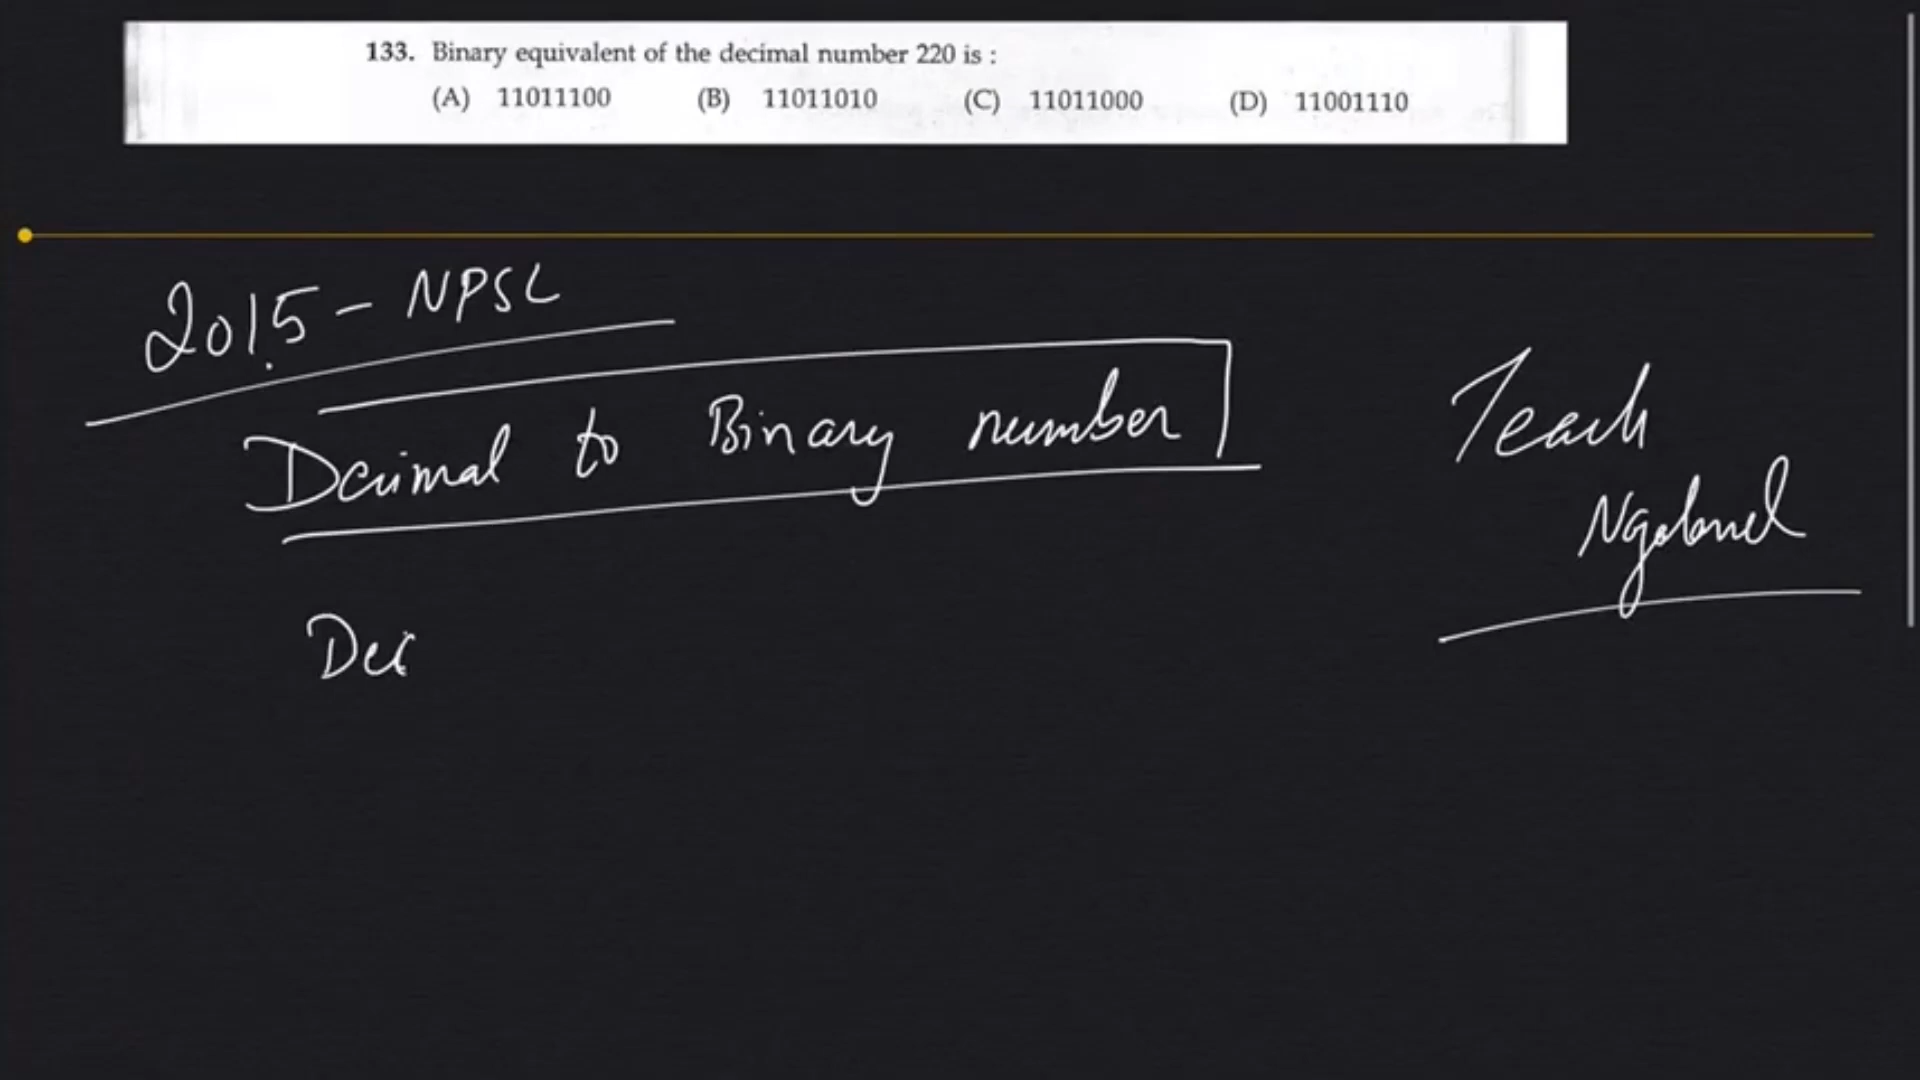 133. Binary equivalent of the decimal number 220 is :
(A) 11011100 (B) 11011010 (C) 11011000 (D) 11001110
2015 - NPSC
Decimal to Binary number
Teach
Dec